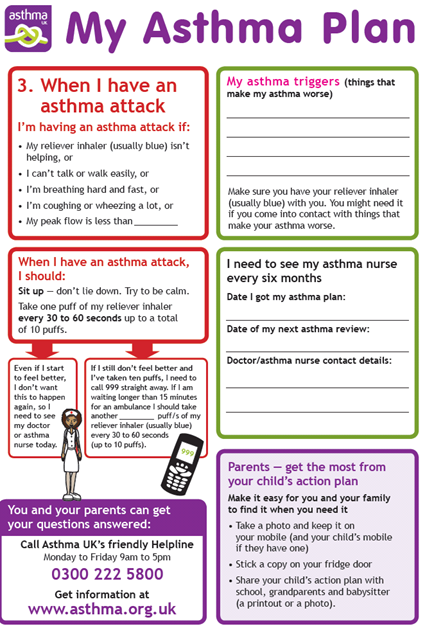 asthma
UK
My Asthma Plan
3. When I have an
asthma attack
I'm having an asthma attack if:
• My reliever inhaler (usually blue) isn't
helping, or
• I can't talk or walk easily, or
• I'm breathing hard and fast, or
• I'm coughing or wheezing a lot, or
• My peak flow is less than
When I have an asthma attack,
I should:
Sit up — don't lie down. Try to be calm.
Take one puff of my reliever inhaler
every 30 to 60 seconds up to a total
of 10 puffs.
Even if I start
to feel better,
I don't want
this to happen
again, so I
need to see
my doctor
or asthma
nurse today.
If I still don't feel better and
I've taken ten puffs, I need to
call 999 straight away. If I am
waiting longer than 15 minutes
for an ambulance I should take
another puff/s of my
reliever inhaler (usually blue)
every 30 to 60 seconds
(up to 10 puffs).
999
You and your parents can get
your questions answered:
Call Asthma UK's friendly Helpline
Monday to Friday 9am to 5pm
0300 222 5800
Get information at
www.asthma.org.uk
My asthma triggers (things that
make my asthma worse)
Make sure you have your reliever inhaler
(usually blue) with you. You might need it
if you come into contact with things that
make your asthma worse.
I need to see my asthma nurse
every six months
Date I got my asthma plan:
Date of my next asthma review:
Doctor/asthma nurse contact details:
Parents — get the most from
your child's action plan
Make it easy for you and your family
to find it when you need it
• Take a photo and keep it on
your mobile (and your child's mobile
if they have one)
• Stick a copy on your fridge door
• Share your child's action plan with
school, grandparents and babysitter
(a printout or a photo).